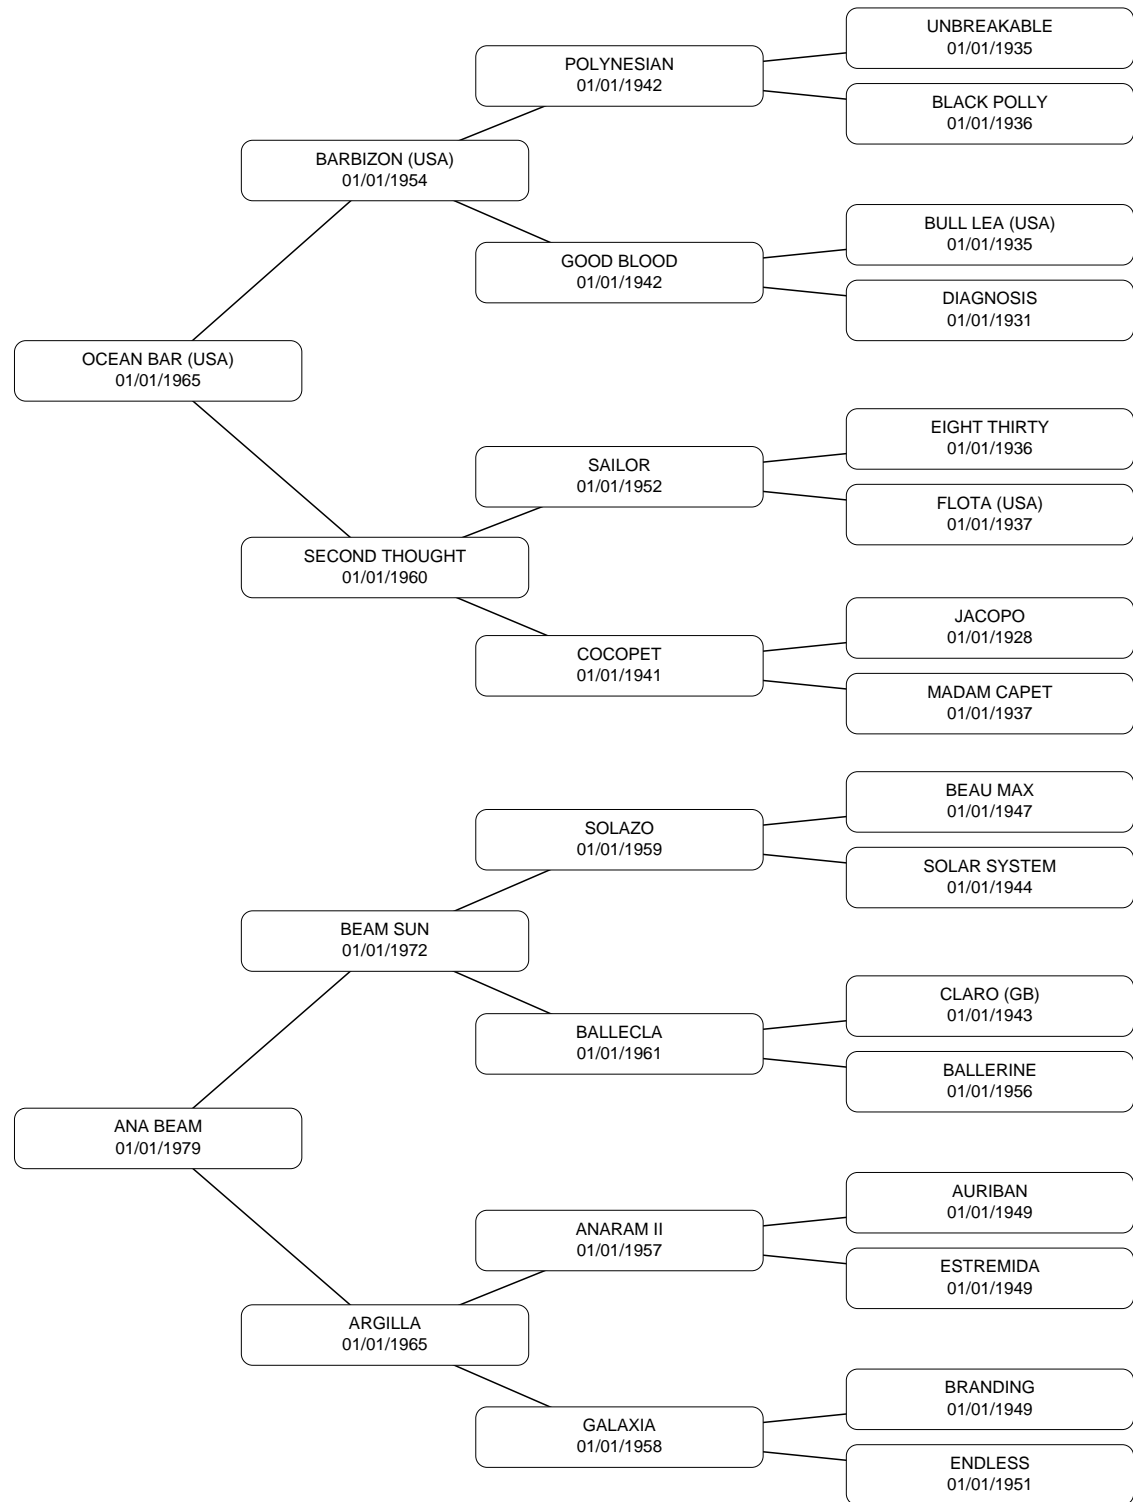 UNBREAKABLE
01/01/1935
POLYNESIAN
01/01/1942
BLACK POLLY
01/01/1936
BARBIZON (USA)
01/01/1954
BULL LEA (USA)
01/01/1935
GOOD BLOOD
01/01/1942
DIAGNOSIS
01/01/1931
OCEAN BAR (USA)
01/01/1965
EIGHT THIRTY
01/01/1936
SAILOR
01/01/1952
FLOTA (USA)
01/01/1937
SECOND THOUGHT
01/01/1960
JACOPO
01/01/1928
COCOPET
01/01/1941
MADAM CAPET
01/01/1937
BEAU MAX
01/01/1947
SOLAZO
01/01/1959
SOLAR SYSTEM
01/01/1944
BEAM SUN
01/01/1972
CLARO (GB)
01/01/1943
BALLECLA
01/01/1961
BALLERINE
01/01/1956
ANA BEAM
01/01/1979
AURIBAN
01/01/1949
ANARAM II
01/01/1957
ESTREMIDA
01/01/1949
ARGILLA
01/01/1965
BRANDING
01/01/1949
GALAXIA
01/01/1958
ENDLESS
01/01/1951